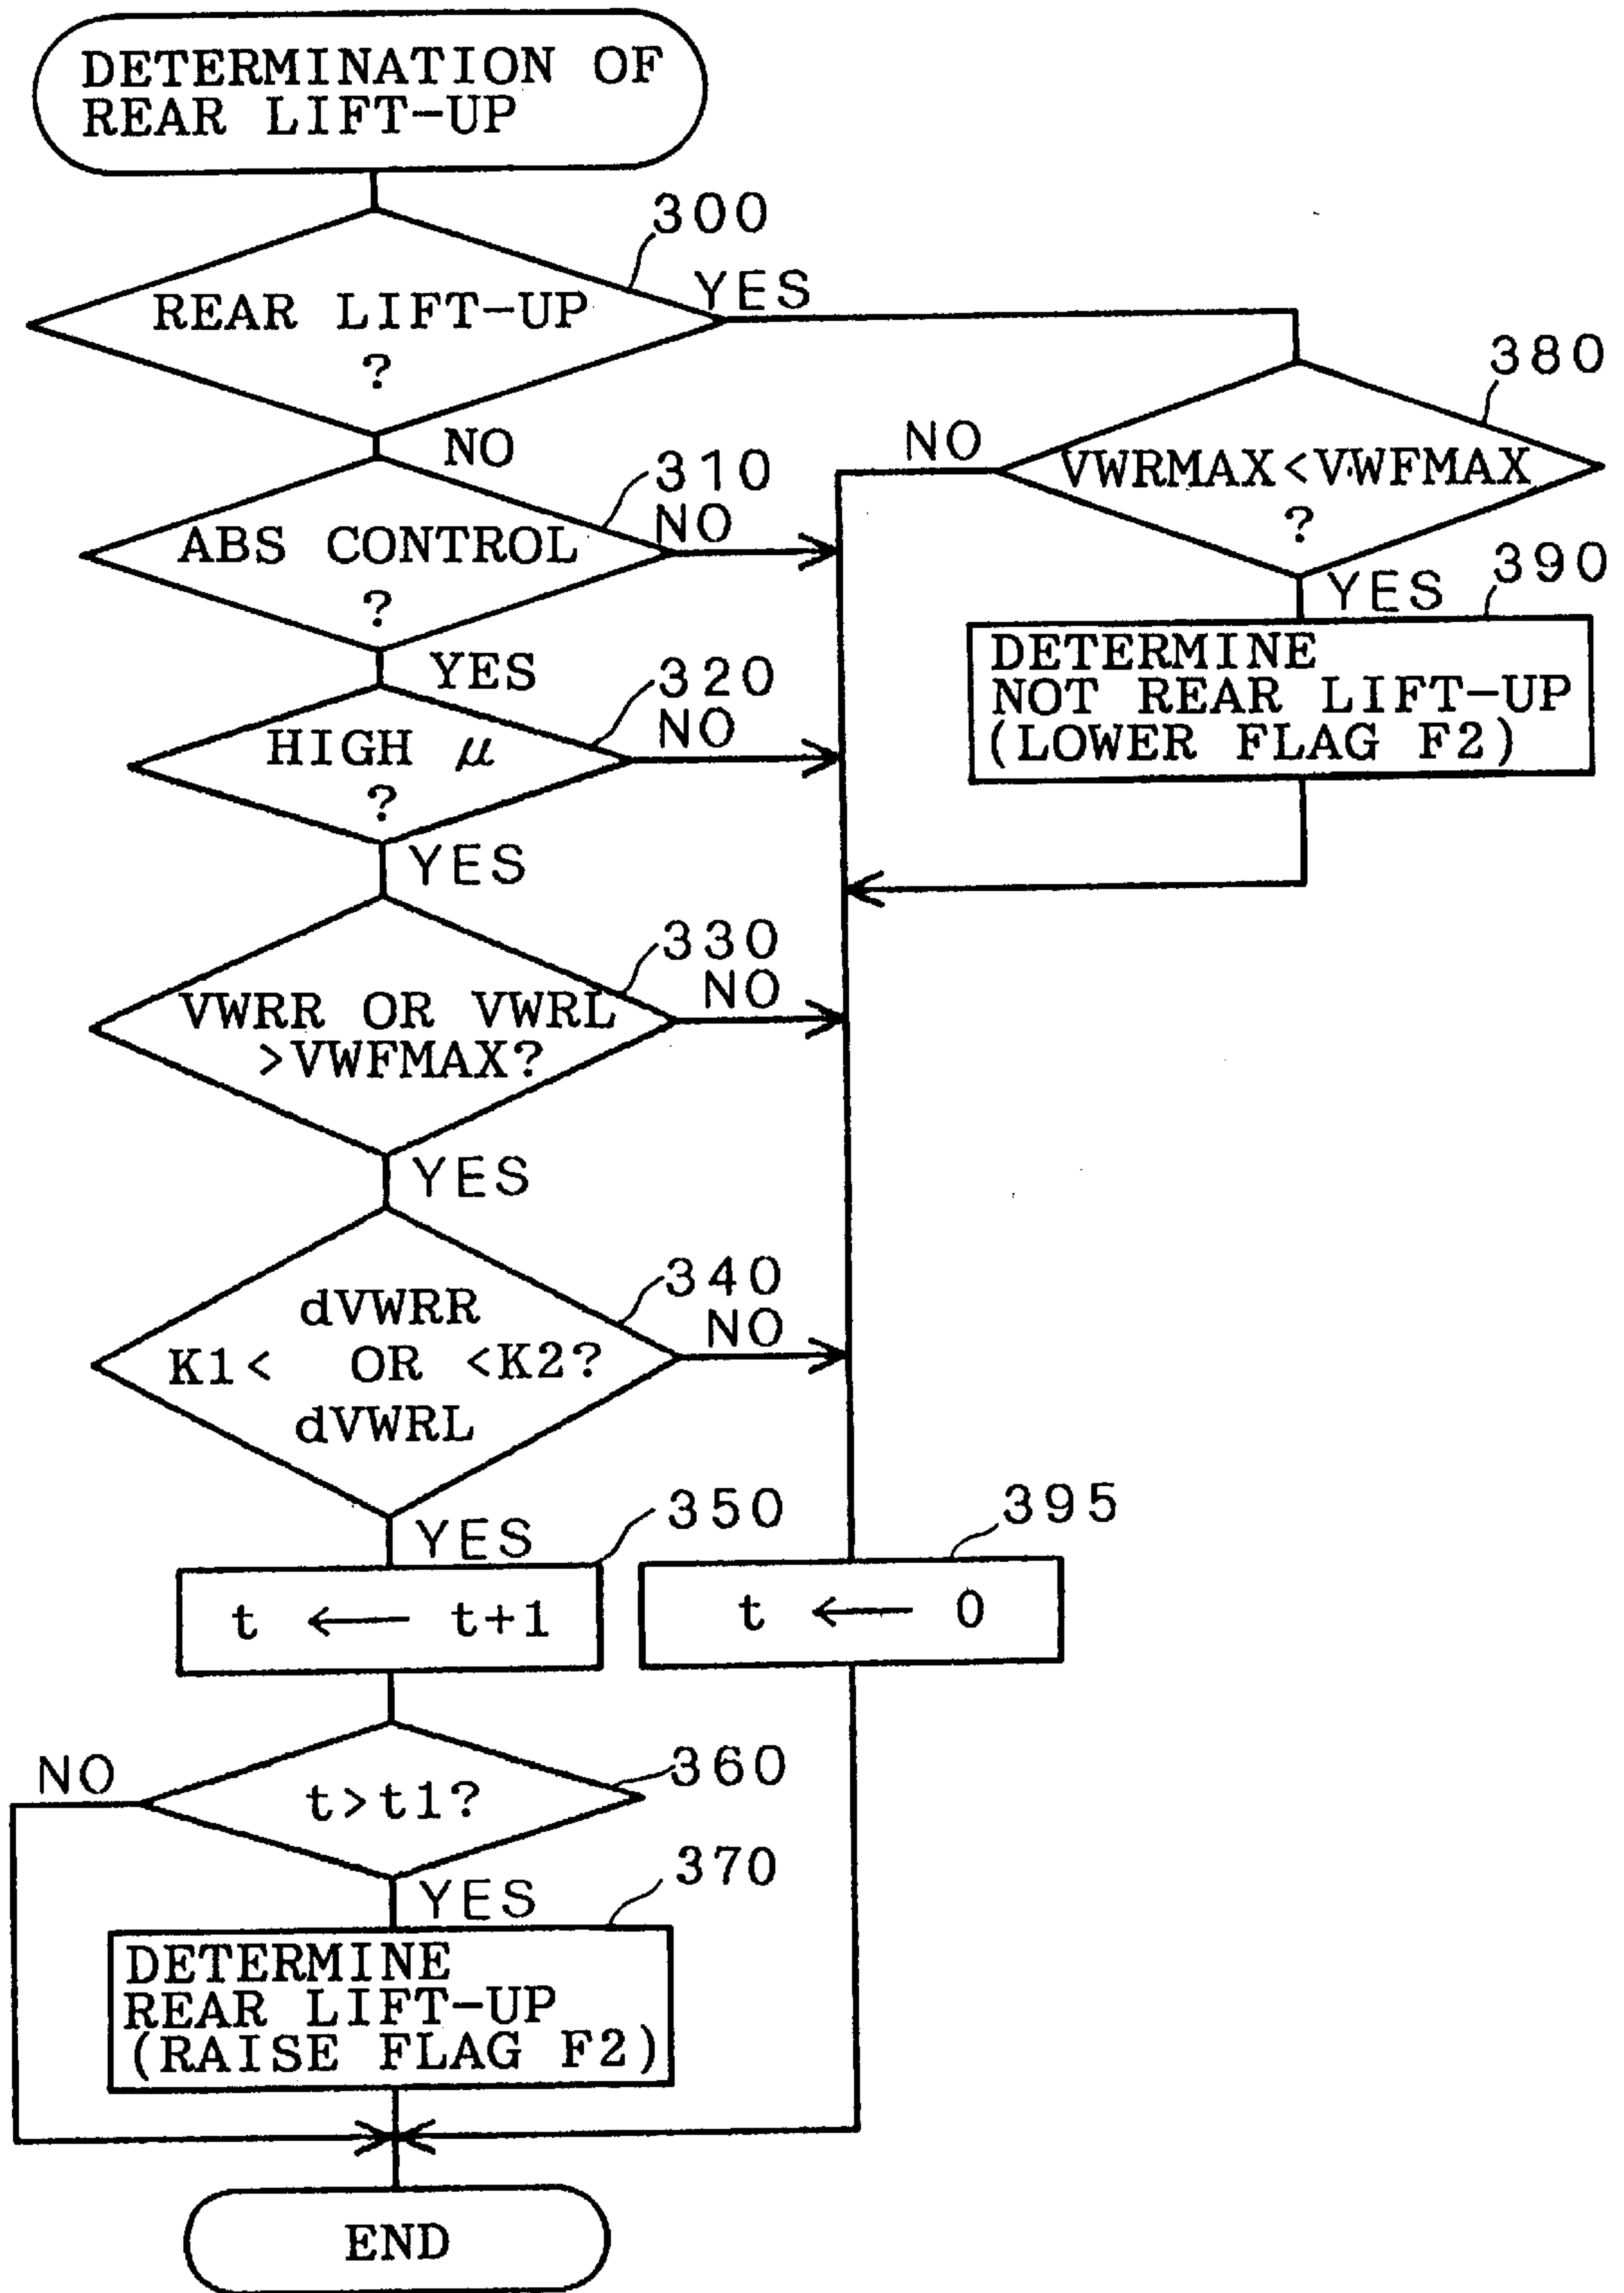 DETERMINATION OF
REAR LIFT-UP
300
REAR LIFT-UP
?
YES
NO
380
VWRMAX<VWFMAX
?
NO
YES
310
ABS CONTROL
?
NO
YES
390
DETERMINE
NOT REAR LIFT-UP
(LOWER FLAG F2)
320
HIGH μ
?
NO
YES
330
VWRR OR VWRL
>VWFMAX?
NO
YES
340
dVWRR
K1< OR <K2?
dVWRL
NO
YES
350
t ← t+1
395
t ← 0
360
t>t1?
NO
YES
370
DETERMINE
REAR LIFT-UP
(RAISE FLAG F2)
END